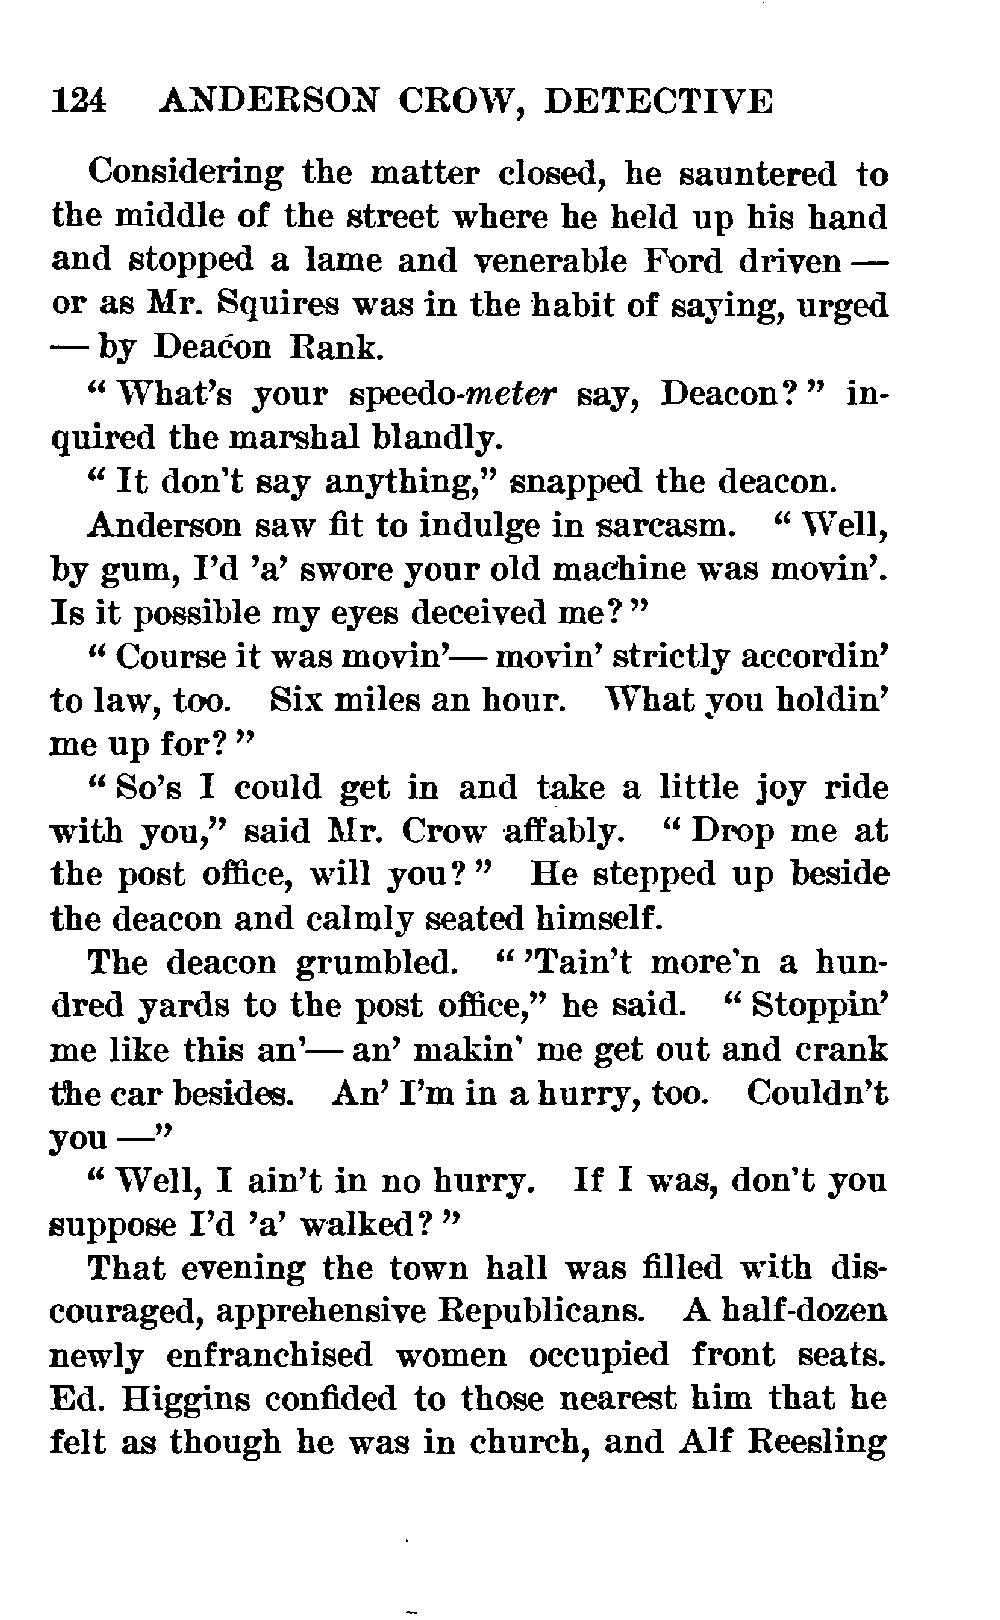 124 ANDERSON CROW, DETECTIVE
Considering the matter closed, he sauntered to
the middle of the street where he held up his hand
and stopped a lame and venerable Ford driven —
or as Mr. Squires was in the habit of saying, urged
— by Deacon Rank.
“ What’s your speedo-meter say, Deacon? ” in-
quired the marshal blandly.
“ It don’t say anything,” snapped the deacon.
Anderson saw fit to indulge in sarcasm. “ Well,
by gum, I’d ’a’ swore your old machine was movin’.
Is it possible my eyes deceived me? ”
“ Course it was movin’— movin’ strictly accordin’
to law, too. Six miles an hour. What you holdin’
me up for? ”
“ So’s I could get in and take a little joy ride
with you,” said Mr. Crow affably. “ Drop me at
the post office, will you? ” He stepped up beside
the deacon and calmly seated himself.
The deacon grumbled. “ ’Tain’t more’n a hun-
dred yards to the post office,” he said. “ Stoppin’
me like this an’— an’ makin’ me get out and crank
the car besides. An’ I’m in a hurry, too. Couldn’t
you —”
“ Well, I ain’t in no hurry. If I was, don’t you
suppose I’d ’a’ walked? ”
That evening the town hall was filled with dis-
couraged, apprehensive Republicans. A half-dozen
newly enfranchised women occupied front seats.
Ed. Higgins confided to those nearest him that he
felt as though he was in church, and Alf Reesling